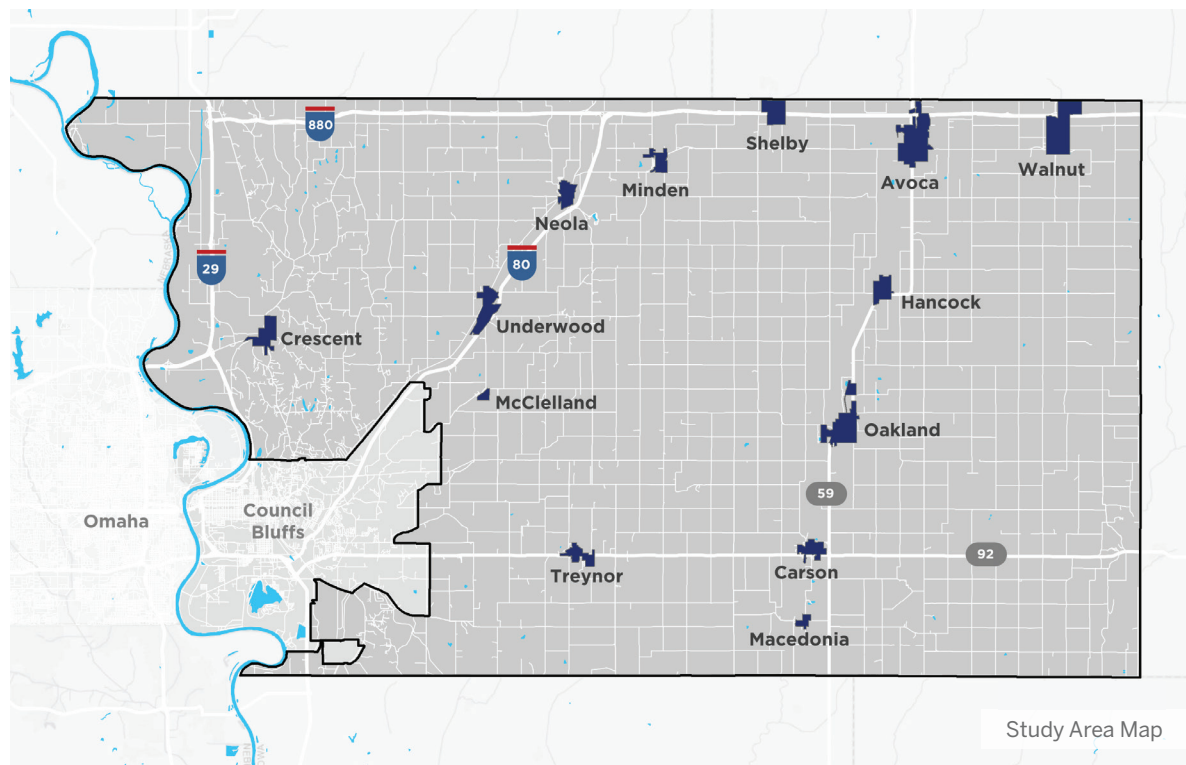 880
Shelby
Walnut
Avoca
Minden
Neola
29
80
Hancock
Underwood
Crescent
McClelland
Oakland
59
Council
Bluffs
Omaha
92
Treynor
Carson
Macedonia
Study Area Map